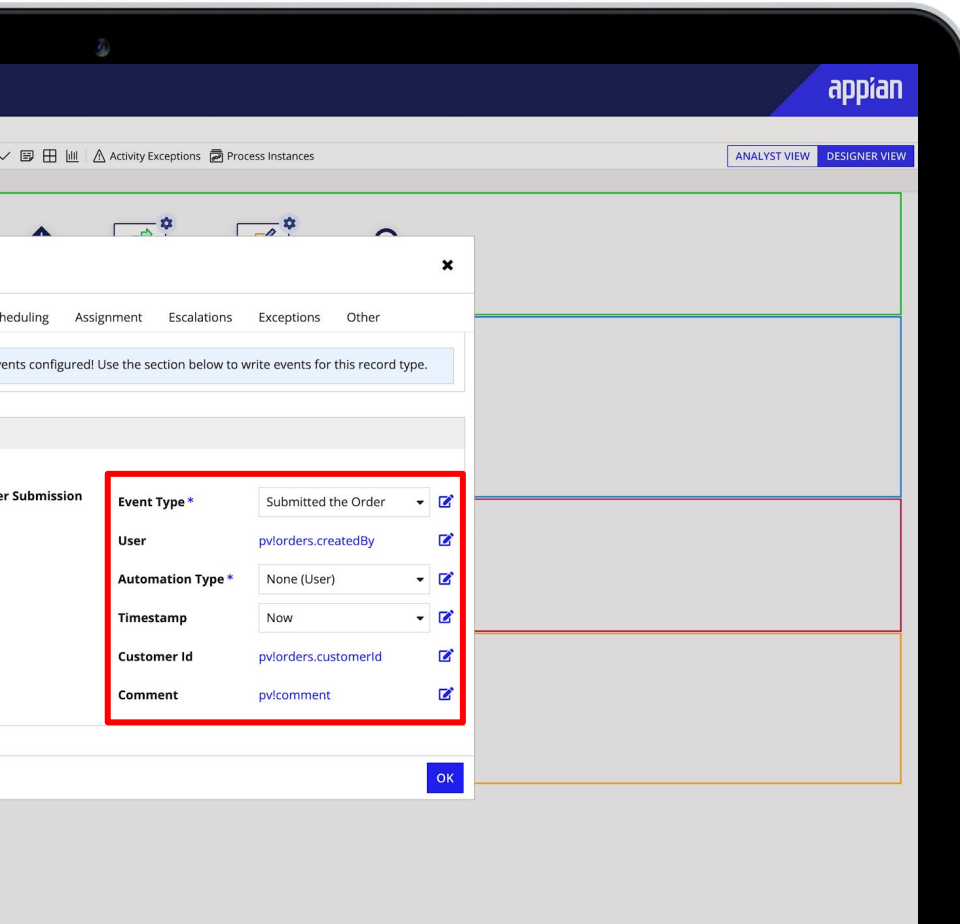 appian
Activity Exceptions Process Instances ANALYST VIEW DESIGNER VIEW
heduling Assignment Escalations Exceptions Other
ents configured! Use the section below to write events for this record type.
er Submission
Event Type * Submitted the Order
User pv!orders.createdBy
Automation Type * None (User)
Timestamp Now
Customer Id pv!orders.customerId
Comment pv!comment
OK